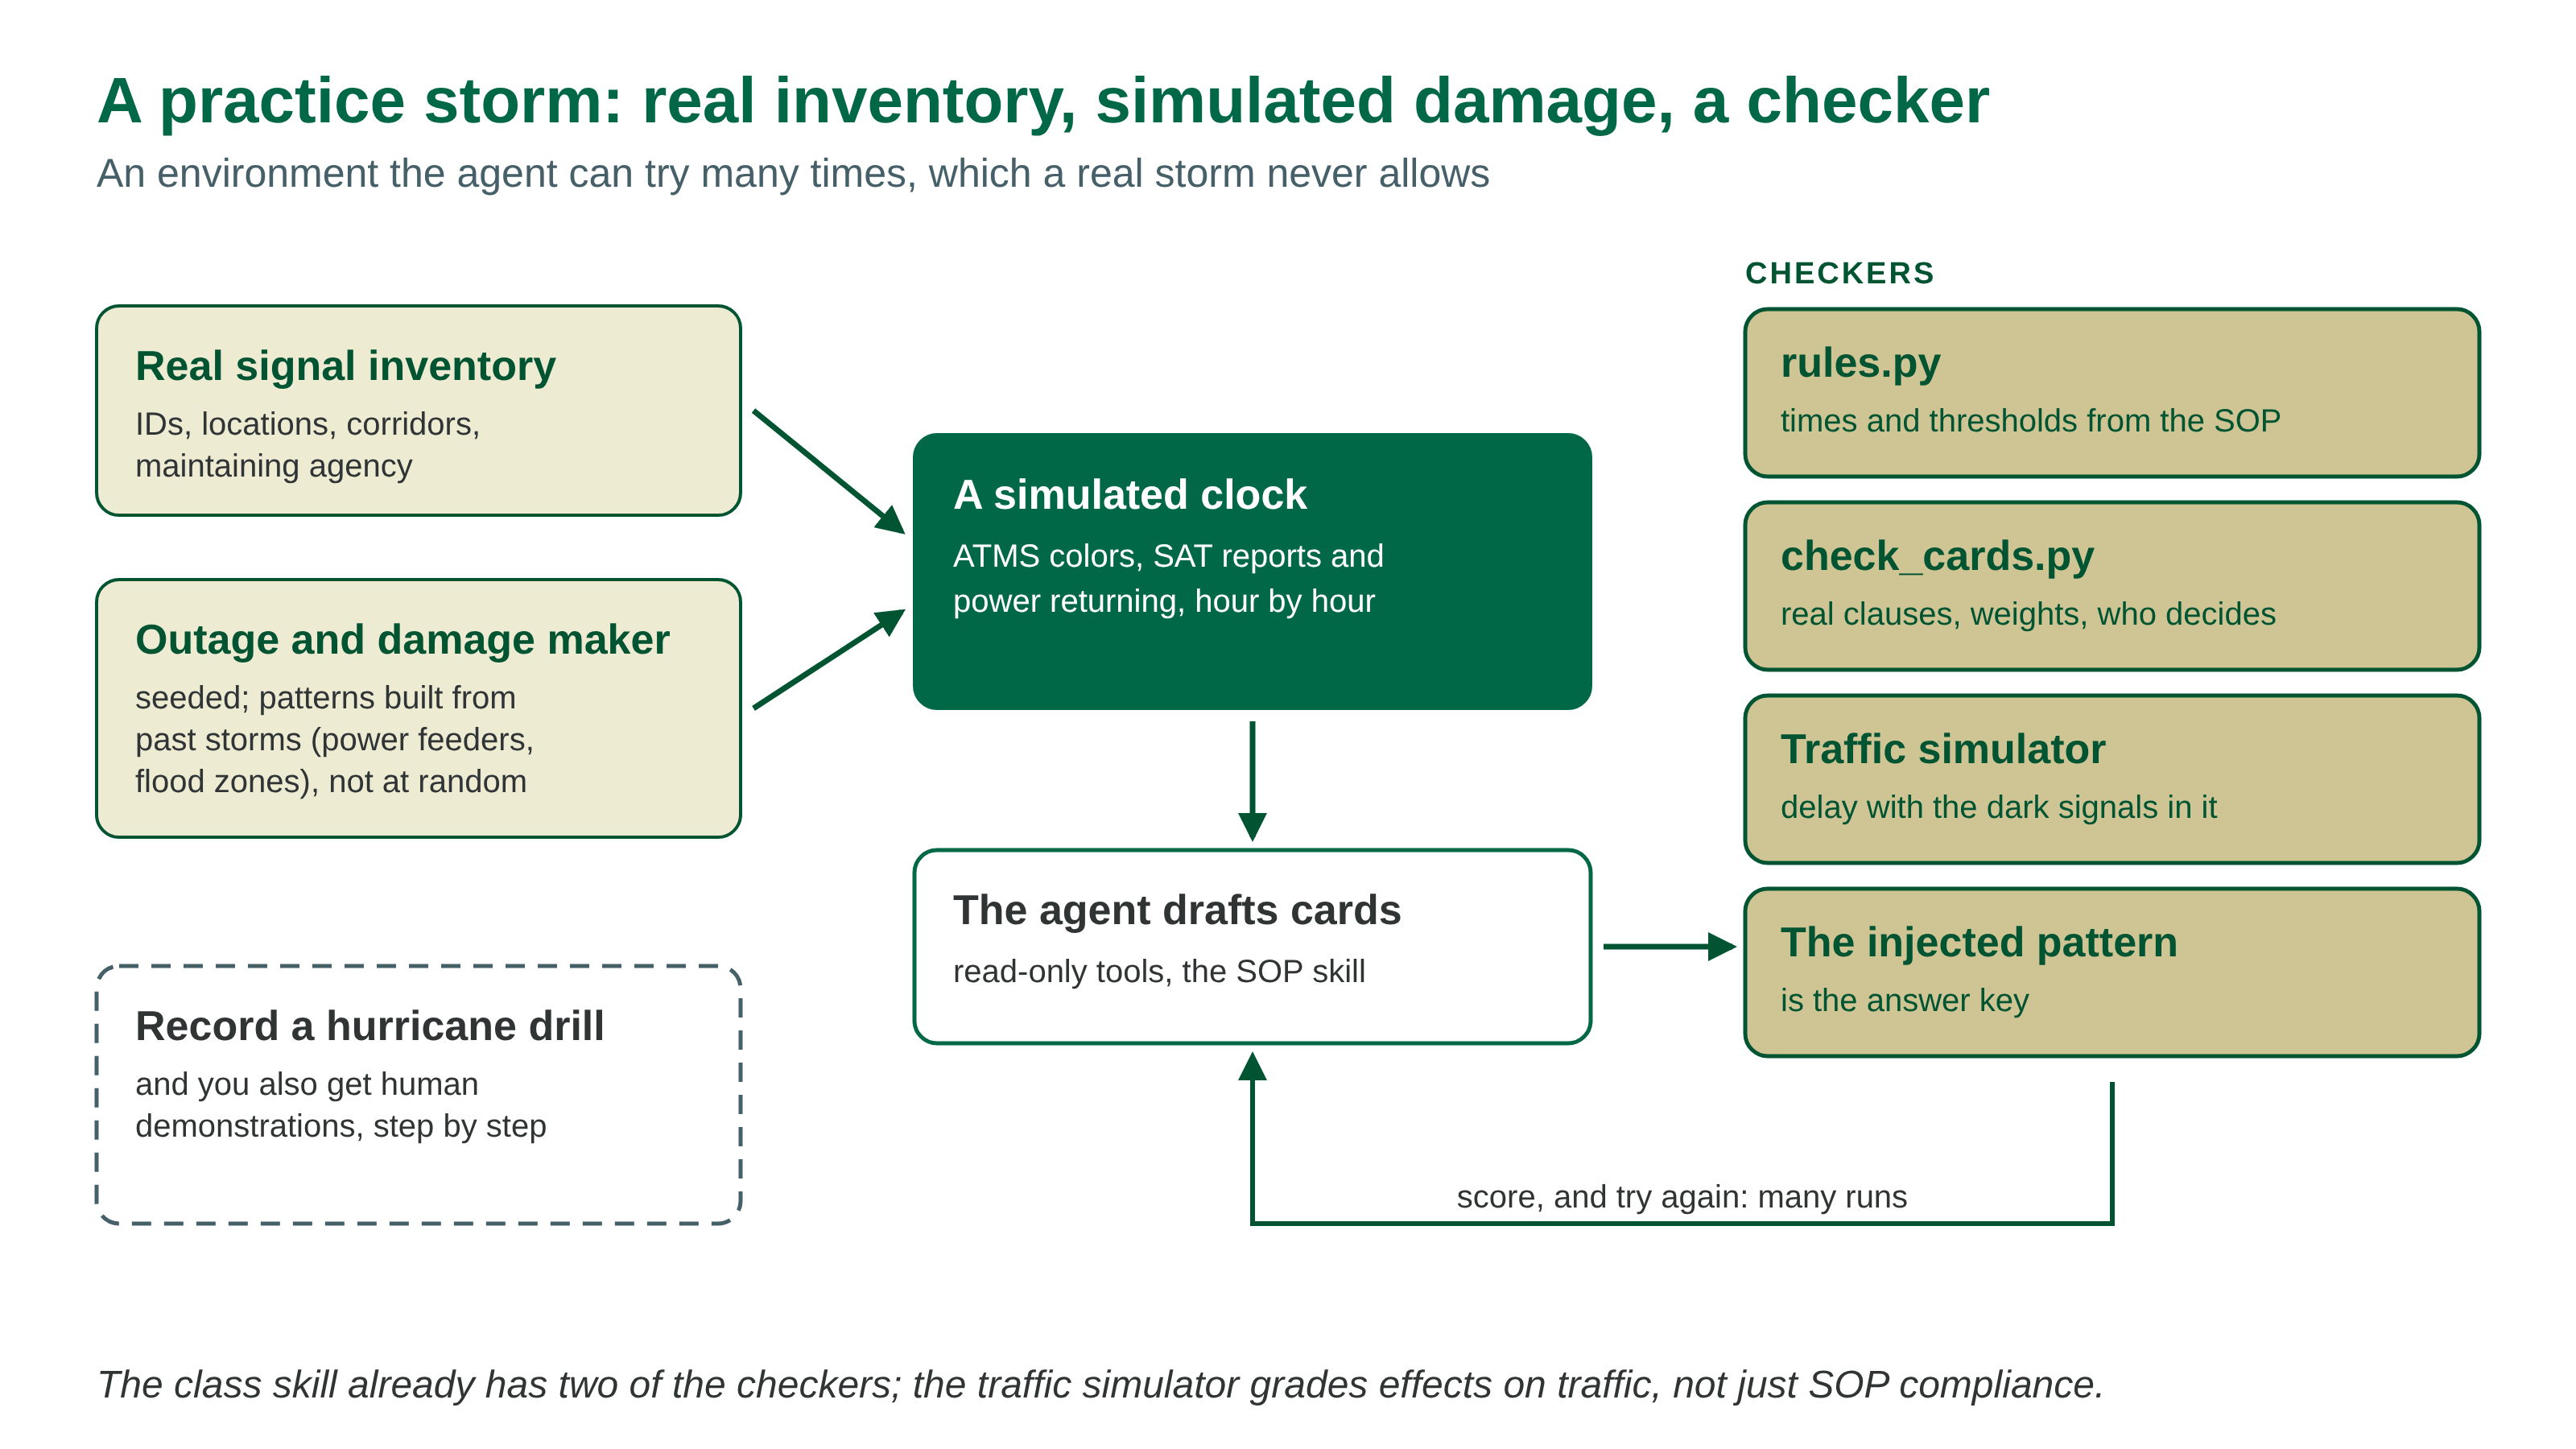 A practice storm: real inventory, simulated damage, a checker
An environment the agent can try many times, which a real storm never allows
Real signal inventory
IDs, locations, corridors,
maintaining agency
Outage and damage maker
seeded; patterns built from
past storms (power feeders,
flood zones), not at random
Record a hurricane drill
and you also get human
demonstrations, step by step
A simulated clock
ATMS colors, SAT reports and
power returning, hour by hour
The agent drafts cards
read-only tools, the SOP skill
CHECKERS
rules.py
times and thresholds from the SOP
check_cards.py
real clauses, weights, who decides
Traffic simulator
delay with the dark signals in it
The injected pattern
is the answer key
score, and try again: many runs
The class skill already has two of the checkers; the traffic simulator grades effects on traffic, not just SOP compliance.